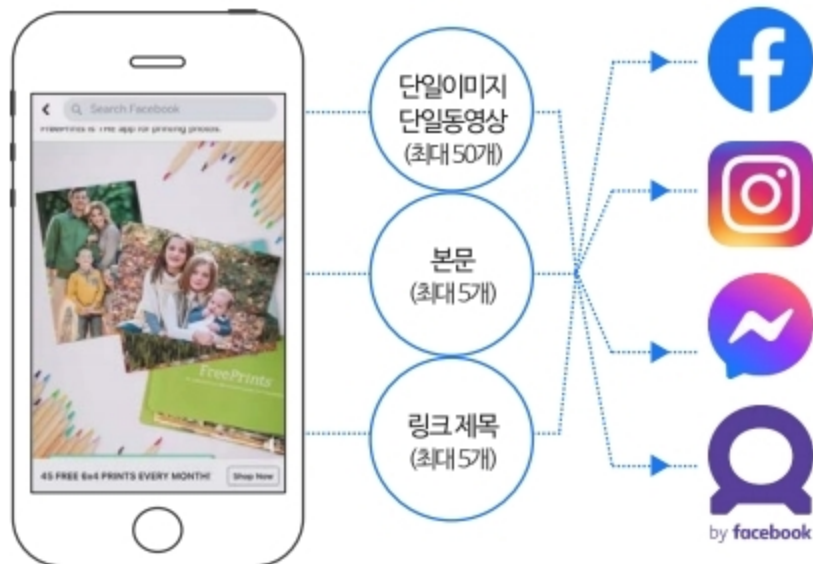 Search Facebook
FreePrints is THE app for printing photos.
FreePrints
45 FREE 6x4 PRINTS EVERY MONTH!
Shop Now
단일이미지
단일동영상
(최대 50개)
본문
(최대 5개)
링크 제목
(최대 5개)
by facebook